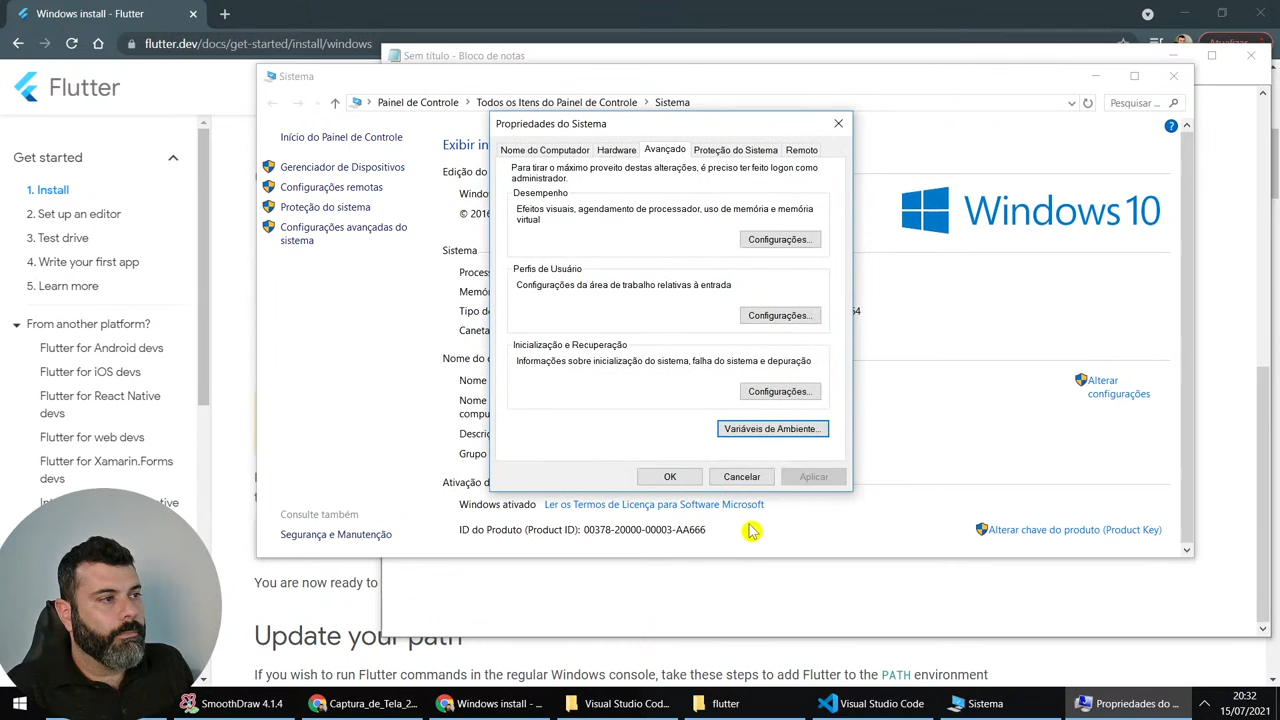 Windows install - Flutter
Atualizas
flutter.dev/docs/get-started/install/windows
Sem título - Bloco de notas
Flutter
Sistema
Painel de Controle
Todos os Itens do Painel de Controle
Sistema
Pesquisar ...
Get started
1. Install
2. Set up an editor
3. Test drive
4. Write your first app
5. Learn more
From another platform?
Flutter for Android devs
Flutter for iOS devs
Flutter for React Native
devs
Flutter for web devs
Flutter for Xamarin.Forms
devs
Início do Painel de Controle
Gerenciador de Dispositivos
Configurações remotas
Proteção do sistema
Configurações avançadas do
sistema
Consulte também
Segurança e Manutenção
Exibir in
Edição do
Windo
© 2016
Sistema
Proces
Memó
Tipo de
Caneta
64
Nome do c
Nome
Nome
compu
Descriç
Grupo
Ativação d
Windows ativado
Ler os Termos de Licença para Software Microsoft
ID do Produto (Product ID): 00378-20000-00003-AA666
Windows 10
Alterar
configurações
Alterar chave do produto (Product Key)
Propriedades do Sistema
Nome do Computador
Hardware
Avançado
Proteção do Sistema
Remoto
Para tirar o máximo proveito destas alterações, é preciso ter feito logon como
administrador.
Desempenho
Efeitos visuais, agendamento de processador, uso de memória e memória
virtual
Configurações...
Perfis de Usuário
Configurações da área de trabalho relativas à entrada
Configurações...
Inicialização e Recuperação
Informações sobre inicialização do sistema, falha do sistema e depuração
Configurações...
Variáveis de Ambiente...
OK
Cancelar
Aplicar
You are now ready to
Update your path
If you wish to run Flutter commands in the regular Windows console, take these steps to add Flutter to the PATH environment
SmoothDraw 4.1.4
Captura_de_Tela_2...
Windows install - ...
Visual Studio Cod...
flutter
Visual Studio Code
Sistema
Propriedades do ...
20:32
15/07/2021